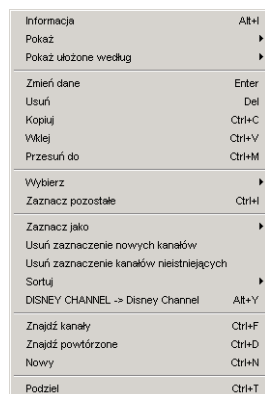 Informacja Alt+I
Pokaż
Pokaż ułożone według
Zmień dane Enter
Usuń Del
Kopiuj Ctrl+C
Wklej Ctrl+V
Przesuń do Ctrl+M
Wybierz
Zaznacz pozostałe Ctrl+I
Zaznacz jako
Usuń zaznaczenie nowych kanałów
Usuń zaznaczenie kanałów nieistniejących
Sortuj
DISNEY CHANNEL -> Disney Channel Alt+Y
Znajdź kanały Ctrl+F
Znajdź powtórzone Ctrl+D
Nowy Ctrl+N
Podziel Ctrl+T